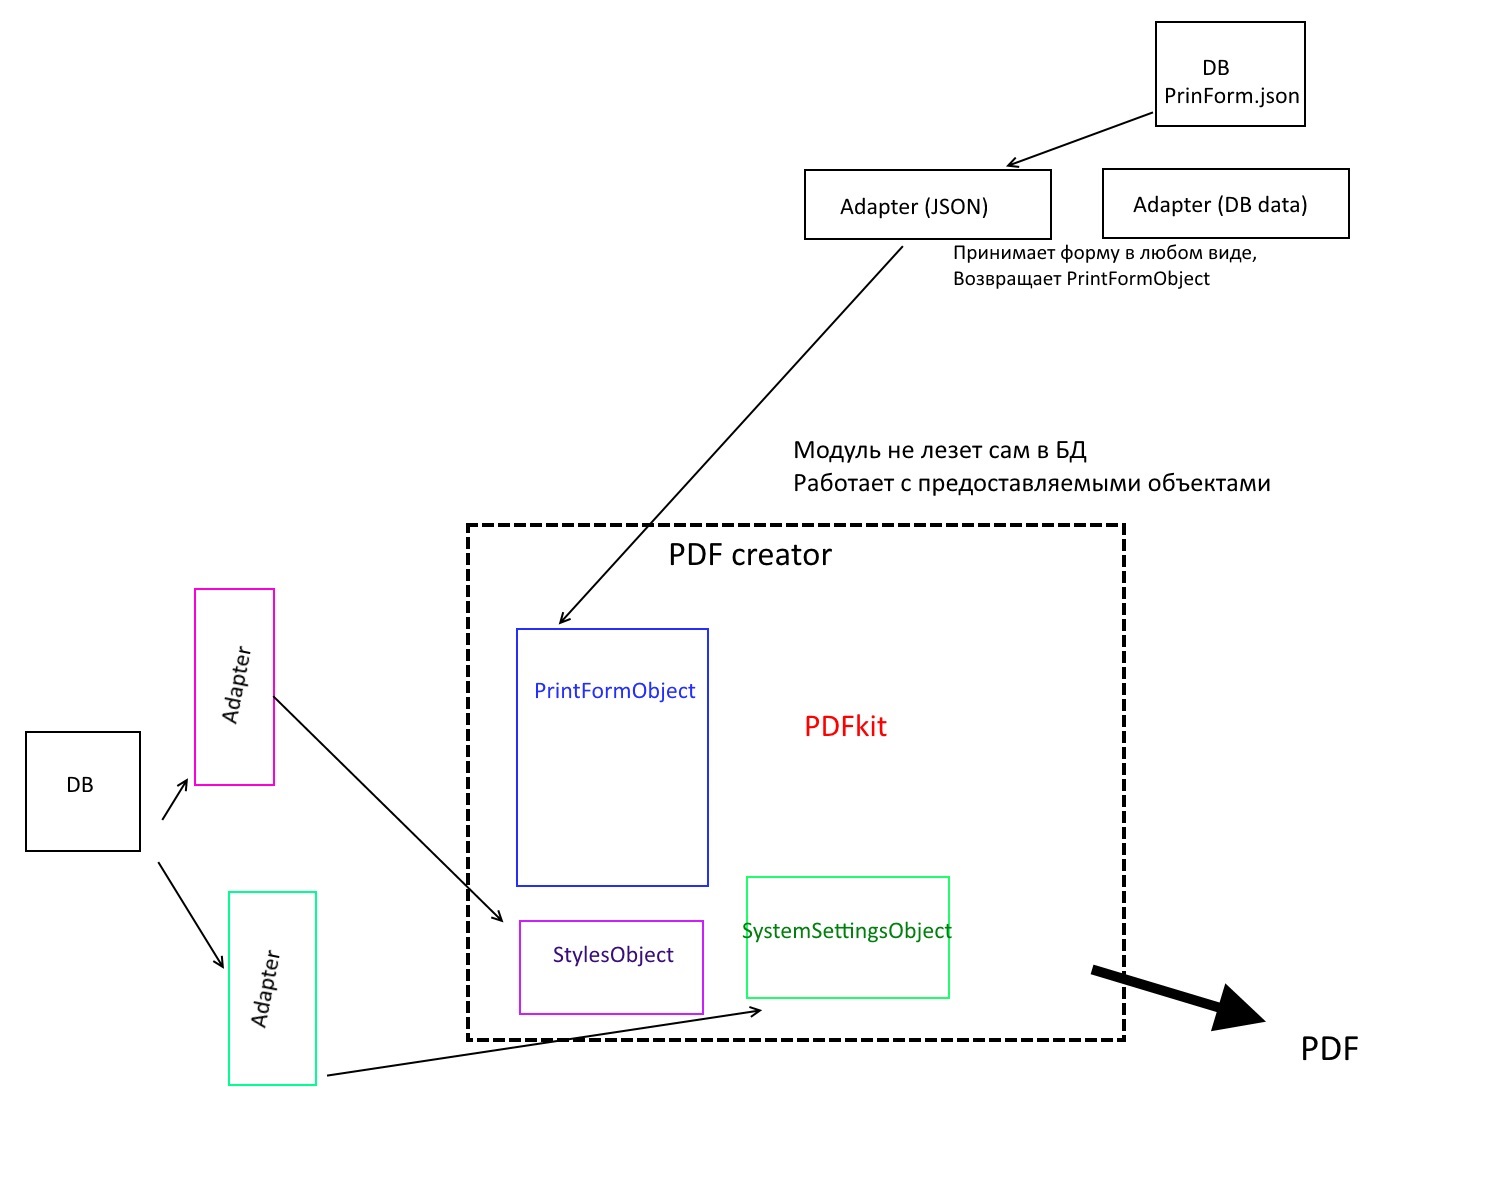 DB
PrinForm.json
Adapter (JSON)
Adapter (DB data)
Принимает форму в любом виде,
Возвращает PrintFormObject
Модуль не лезет сам в БД
Работает с предоставляемыми объектами
PDF creator
Adapter
PrintFormObject
PDFkit
DB
StylesObject
SystemSettingsObject
Adapter
PDF